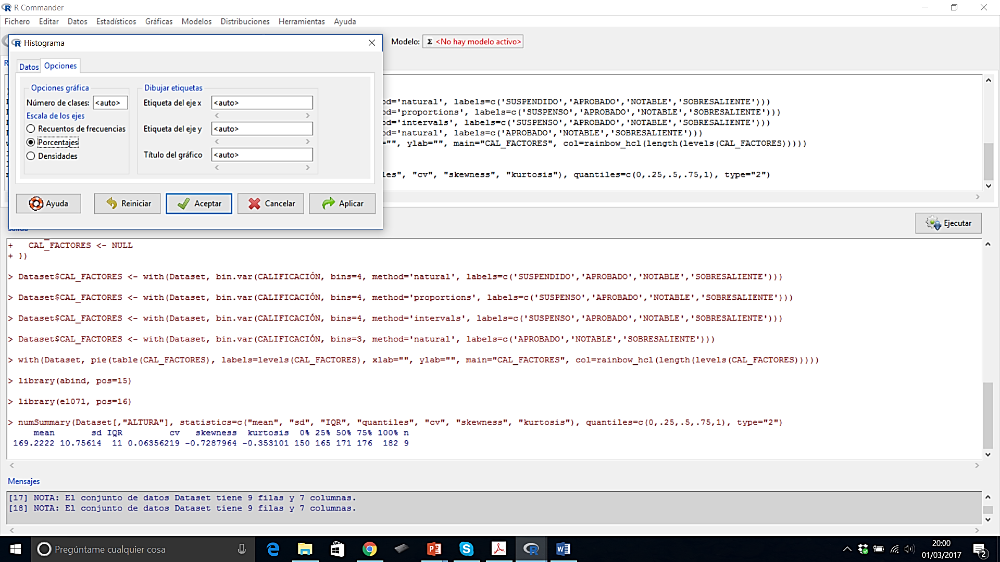 R Commander
Fichero Editar Datos Estadísticos Gráficas Modelos Distribuciones Herramientas Ayuda
Histograma
Modelo: Σ <No hay modelo activo>
Datos Opciones
Opciones gráfica
Número de clases: <auto>
Escala de los ejes
Recuentos de frecuencias
Porcentajes
Densidades
Dibujar etiquetas
Etiqueta del eje x <auto>
Etiqueta del eje y <auto>
Título del gráfico <auto>
Ayuda Reiniciar Aceptar Cancelar Aplicar
od='natural', labels=c('SUSPENDIDO','APROBADO','NOTABLE','SOBRESALIENTE')))
od='proportions', labels=c('SUSPENSO','APROBADO','NOTABLE','SOBRESALIENTE')))
od='intervals', labels=c('SUSPENSO','APROBADO','NOTABLE','SOBRESALIENTE')))
od='natural', labels=c('APROBADO','NOTABLE','SOBRESALIENTE')))
="", ylab="", main="CAL_FACTORES", col=rainbow_hcl(length(levels(CAL_FACTORES)))))
les", "cv", "skewness", "kurtosis"), quantiles=c(0,.25,.5,.75,1), type="2")
Ejecutar
+ CAL_FACTORES <- NULL
+ })
> Dataset$CAL_FACTORES <- with(Dataset, bin.var(CALIFICACIÓN, bins=4, method='natural', labels=c('SUSPENDIDO','APROBADO','NOTABLE','SOBRESALIENTE')))
> Dataset$CAL_FACTORES <- with(Dataset, bin.var(CALIFICACIÓN, bins=4, method='proportions', labels=c('SUSPENSO','APROBADO','NOTABLE','SOBRESALIENTE')))
> Dataset$CAL_FACTORES <- with(Dataset, bin.var(CALIFICACIÓN, bins=4, method='intervals', labels=c('SUSPENSO','APROBADO','NOTABLE','SOBRESALIENTE')))
> Dataset$CAL_FACTORES <- with(Dataset, bin.var(CALIFICACIÓN, bins=3, method='natural', labels=c('APROBADO','NOTABLE','SOBRESALIENTE')))
> with(Dataset, pie(table(CAL_FACTORES), labels=levels(CAL_FACTORES), xlab="", ylab="", main="CAL_FACTORES", col=rainbow_hcl(length(levels(CAL_FACTORES)))))
> library(abind, pos=15)
> library(e1071, pos=16)
> numSummary(Dataset[,"ALTURA"], statistics=c("mean", "sd", "IQR", "quantiles", "cv", "skewness", "kurtosis"), quantiles=c(0,.25,.5,.75,1), type="2")
mean sd IQR cv skewness kurtosis 0% 25% 50% 75% 100% n
169.2222 10.75614 11 0.06356219 -0.7287964 -0.353101 150 165 171 176 182 9
Mensajes
[17] NOTA: El conjunto de datos Dataset tiene 9 filas y 7 columnas.
[18] NOTA: El conjunto de datos Dataset tiene 9 filas y 7 columnas.
Pregúntame cualquier cosa
20:00
01/03/2017
2